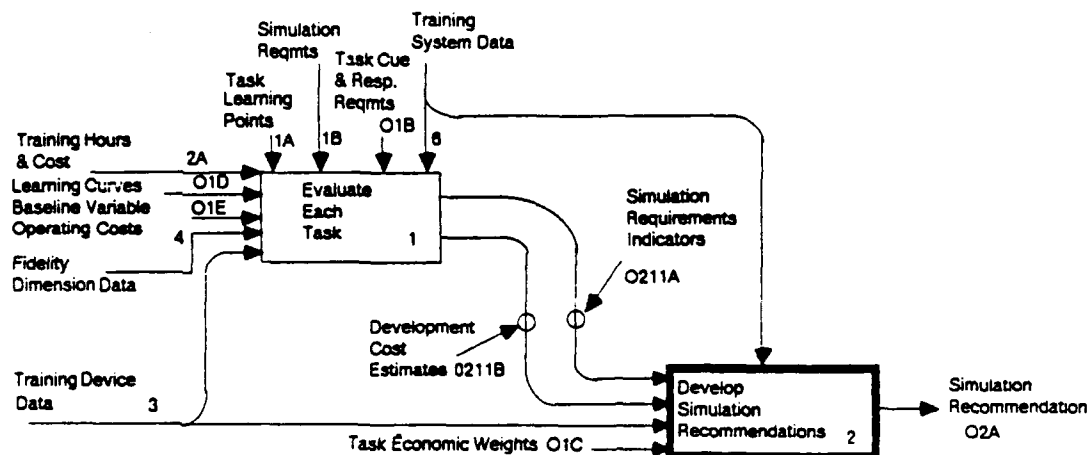 Training
System Data
Simulation
Reqmts
Task Cue
& Resp.
Reqmts
Task
Learning
Points
O1B
1A
1B
6
Training Hours
& Cost
2A
Learning Curves
O1D
Baseline Variable
O1E
Operating Costs
4
Fidelity
Dimension Data
Evaluate
Each
Task
1
Simulation
Requirements
Indicators
O211A
Development
Cost
Estimates 0211B
Training Device
Data
3
Develop
Simulation
Recommendations
2
Simulation
Recommendation
O2A
Task Economic Weights O1C